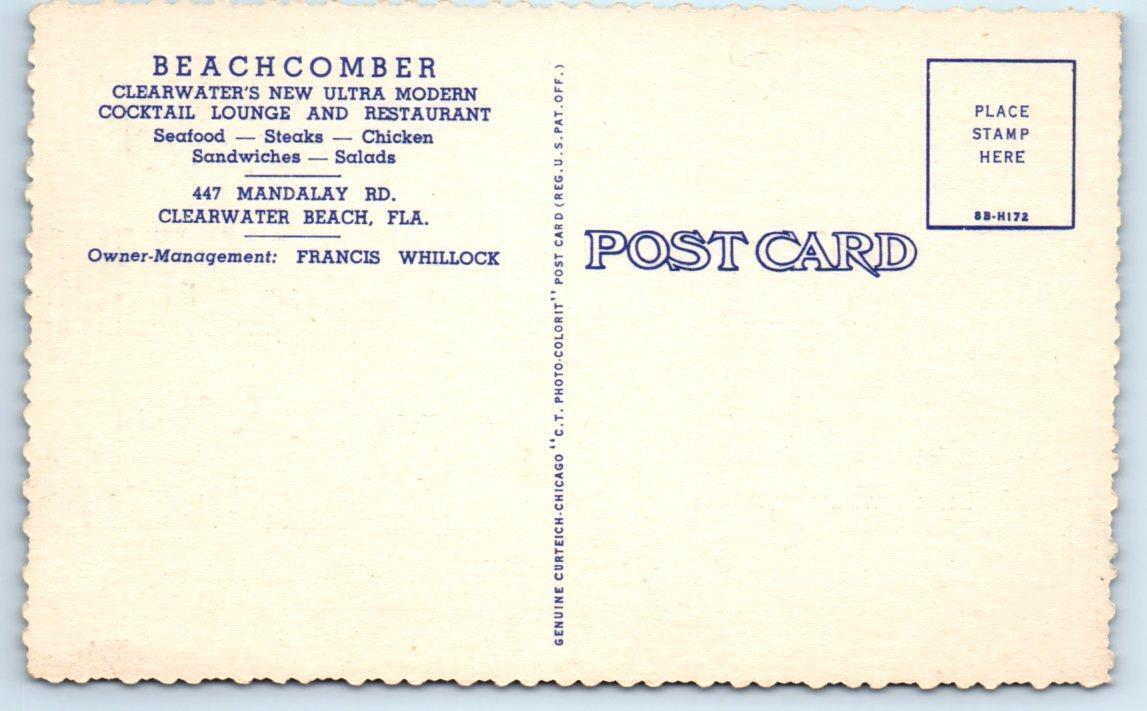 BEACHCOMBER
CLEARWATER'S NEW ULTRA MODERN
COCKTAIL LOUNGE AND RESTAURANT
Seafood — Steaks — Chicken
Sandwiches — Salads
447 MANDALAY RD.
CLEARWATER BEACH, FLA.
Owner-Management: FRANCIS WHILLOCK
GENUINE CURTEICH-CHICAGO "C.T. PHOTO-COLORIT" POST CARD (REG. U.S. PAT. OFF.)
POST CARD
PLACE
STAMP
HERE
8B-H172